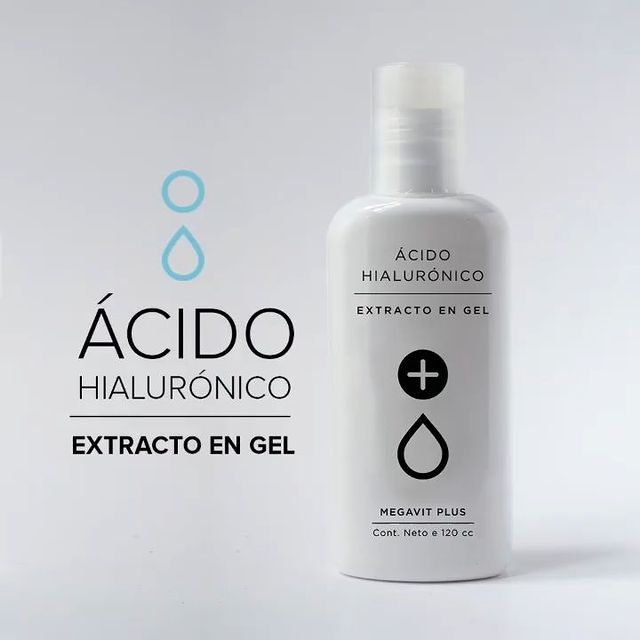 ÁCIDO
HIALURÓNICO
EXTRACTO EN GEL
ÁCIDO
HIALURÓNICO
EXTRACTO EN GEL
MEGAVIT PLUS
Cont. Neto e 120 cc